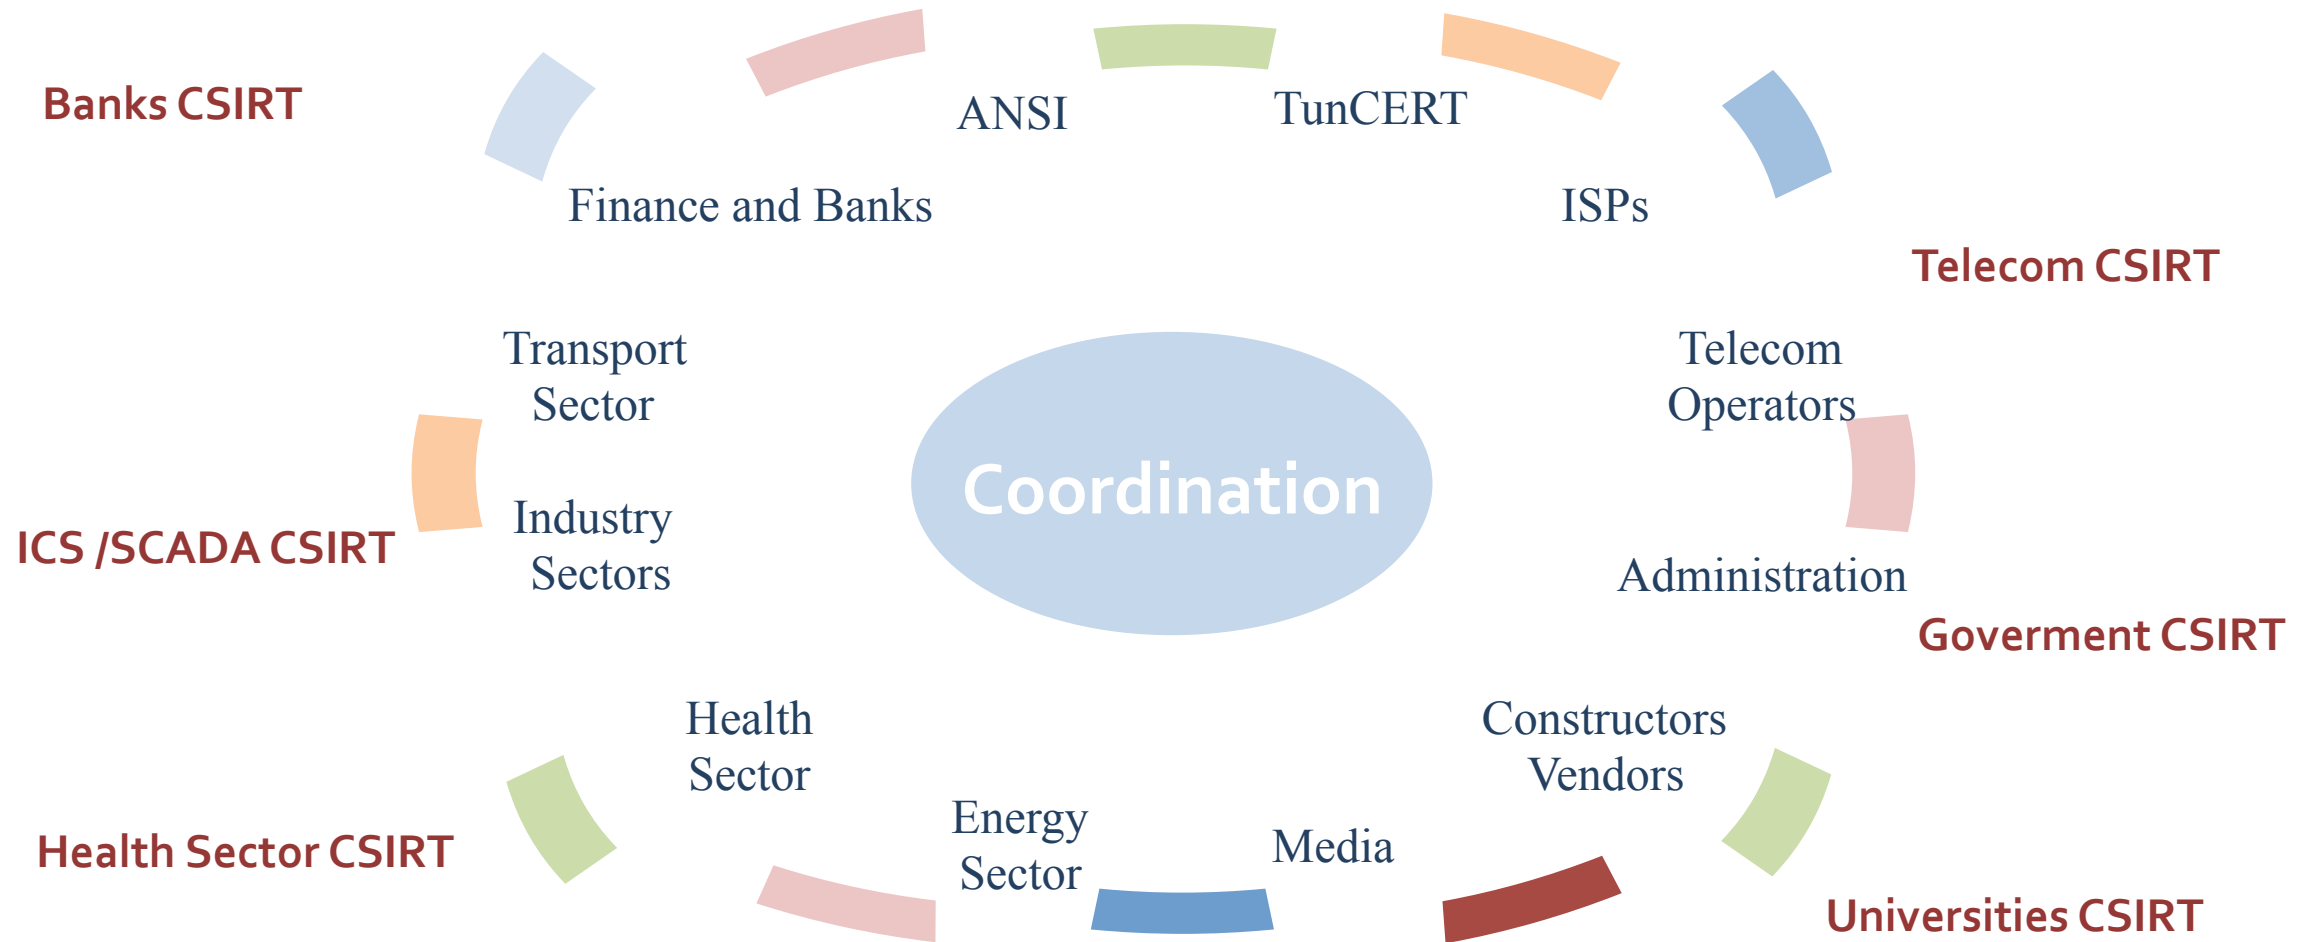 Banks CSIRT
ANSI
TunCERT
Finance and Banks
ISPs
Telecom CSIRT
Transport
Sector
Telecom
Operators
Coordination
Industry
Sectors
ICS /SCADA CSIRT
Administration
Goverment CSIRT
Health
Sector
Constructors
Vendors
Energy
Sector
Media
Health Sector CSIRT
Universities CSIRT